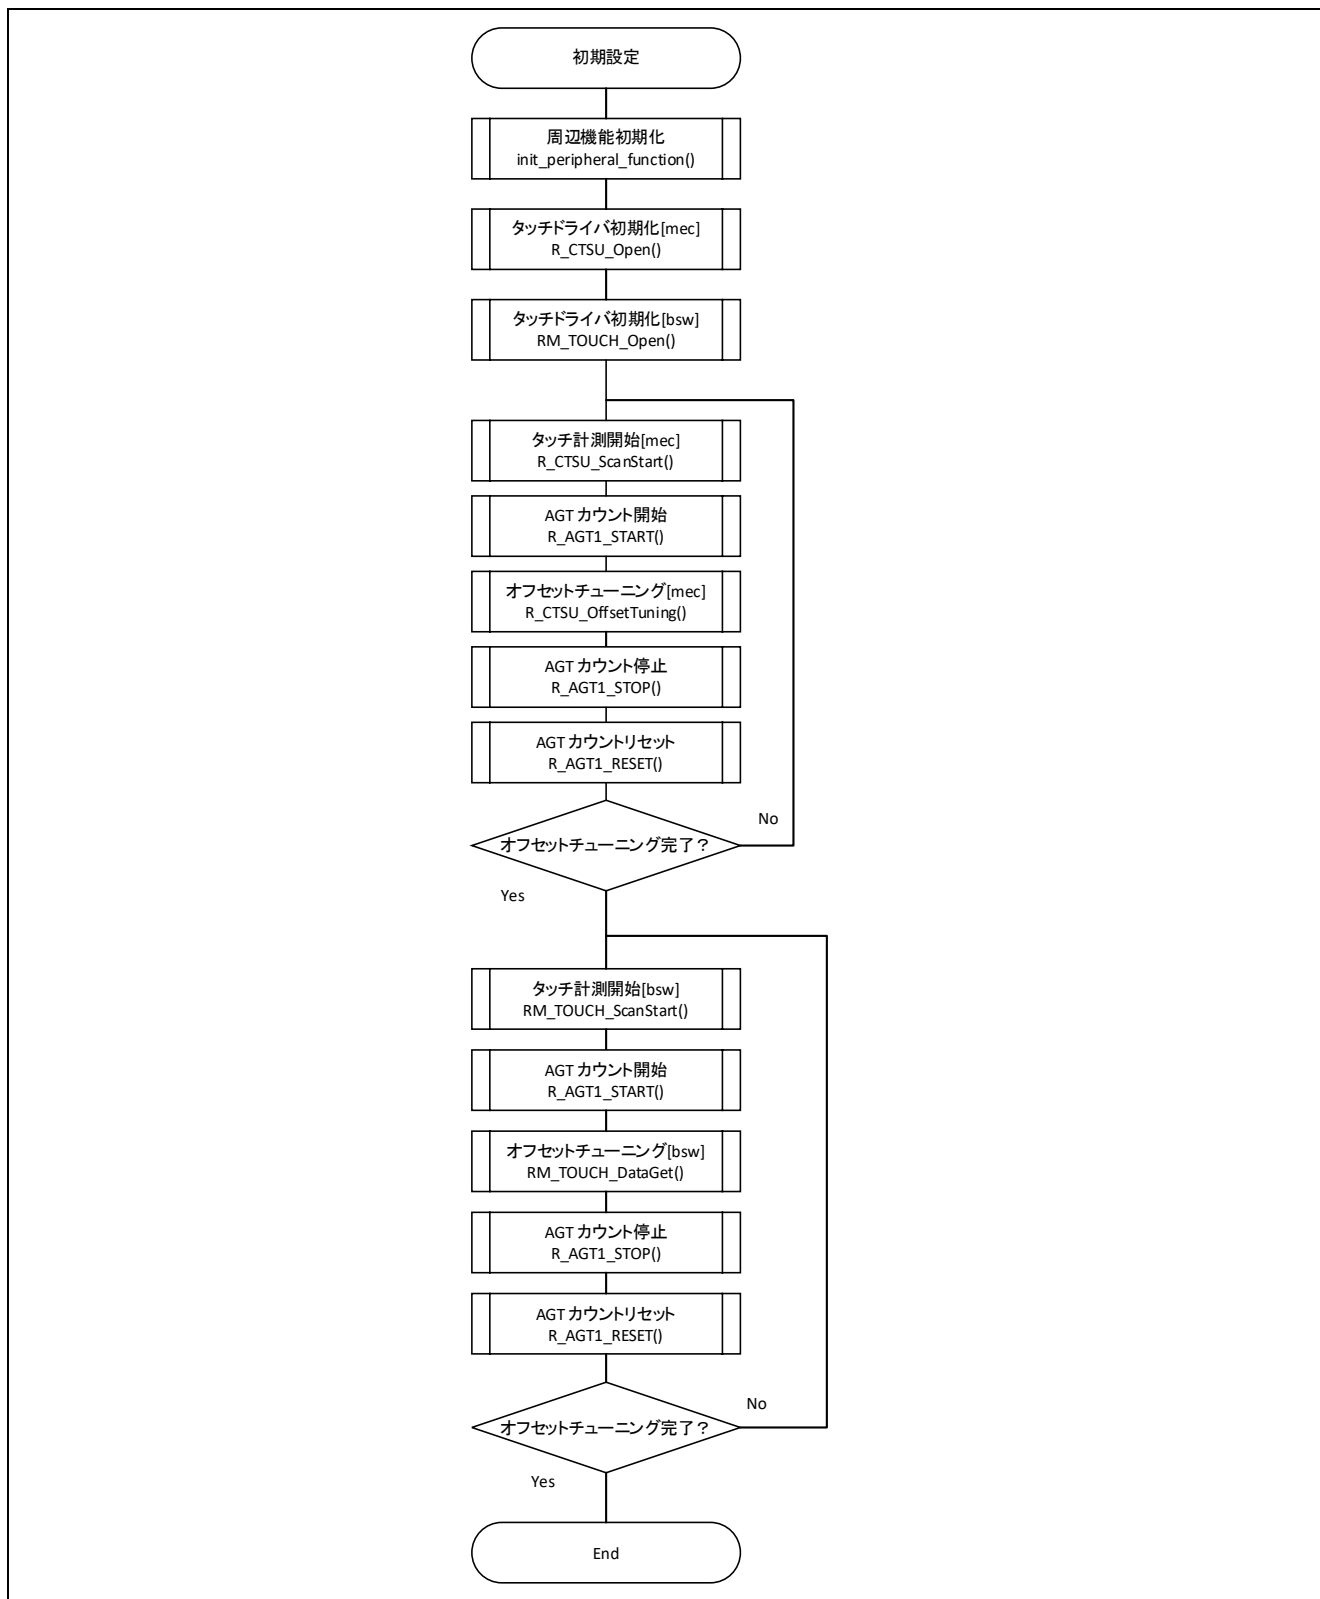 初期設定
周辺機能初期化
init_peripheral_function()
タッチドライバ初期化[mec]
R_CTSU_Open()
タッチドライバ初期化[bsw]
RM_TOUCH_Open()
タッチ計測開始[mec]
R_CTSU_ScanStart()
AGT カウント開始
R_AGT1_START()
オフセットチューニング[mec]
R_CTSU_OffsetTuning()
AGT カウント停止
R_AGT1_STOP()
AGT カウントリセット
R_AGT1_RESET()
No
オフセットチューニング完了？
Yes
タッチ計測開始[bsw]
RM_TOUCH_ScanStart()
AGT カウント開始
R_AGT1_START()
オフセットチューニング[bsw]
RM_TOUCH_DataGet()
AGT カウント停止
R_AGT1_STOP()
AGT カウントリセット
R_AGT1_RESET()
No
オフセットチューニング完了？
Yes
End